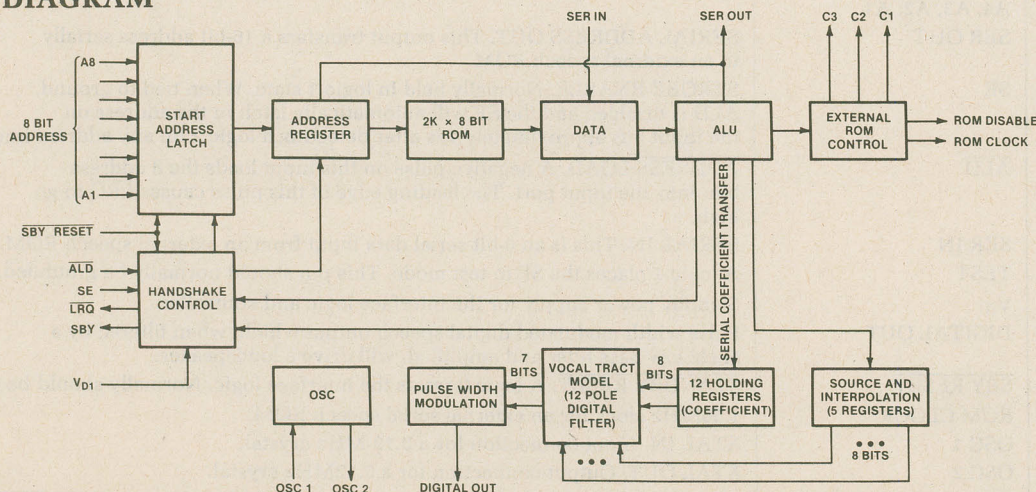 DIAGRAM
SER IN
SER OUT
C3 C2 C1
A8
8 BIT
ADDRESS
A1
START
ADDRESS
LATCH
ADDRESS
REGISTER
2K × 8 BIT
ROM
DATA
ALU
EXTERNAL
ROM
CONTROL
ROM DISABLE
ROM CLOCK
SBY RESET
ALD
SE
LRQ
SBY
HANDSHAKE
CONTROL
VD1
SERIAL COEFFICIENT TRANSFER
OSC
PULSE WIDTH
MODULATION
7
BITS
VOCAL TRACT
MODEL
(12 POLE
DIGITAL
FILTER)
8
BITS
12 HOLDING
REGISTERS
(COEFFICIENT)
SOURCE AND
INTERPOLATION
(5 REGISTERS)
8 BITS
OSC 1
OSC 2
DIGITAL OUT